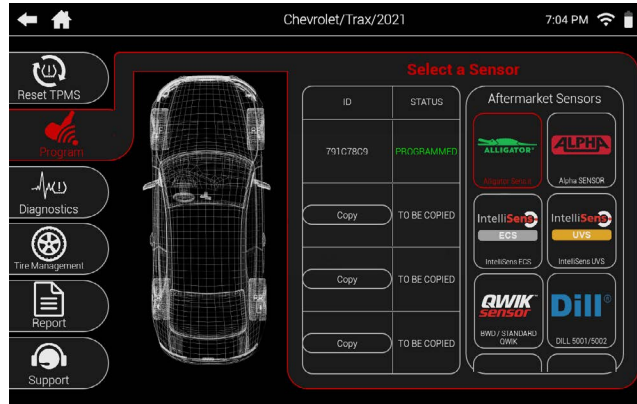 Chevrolet/Trax/2021
7:04 PM
Reset TPMS
Program
Diagnostics
Tire Management
Report
Support
Select a Sensor
ID STATUS
791C78C9 PROGRAMMED
Copy TO BE COPIED
Copy TO BE COPIED
Copy TO BE COPIED
Aftermarket Sensors
ALLIGATOR
Alligator Sensor
ALPHA
Alpha SENSOR
IntelliSens
ECS
IntelliSens ECS
IntelliSens
UVS
IntelliSens UVS
QWIK
sensor
BWD / STANDARD
QWIK
Dill®
DILL 5001/5002